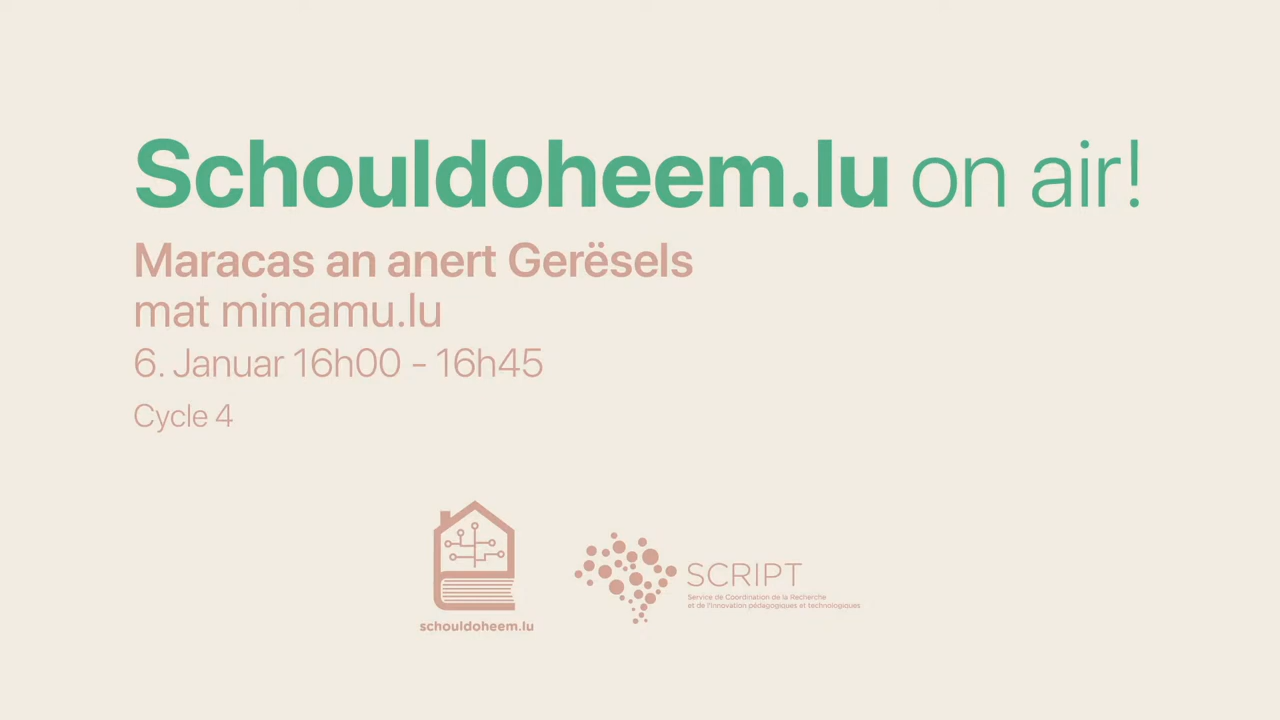 Schouldoheem.lu on air!
Maracas an anert Gerësels
mat mimamu.lu
6. Januar 16h00 - 16h45
Cycle 4
schouldoheem.lu
SCRIPT
Service de Coordination de la Recherche
et de l'Innovation pédagogiques et technologiques